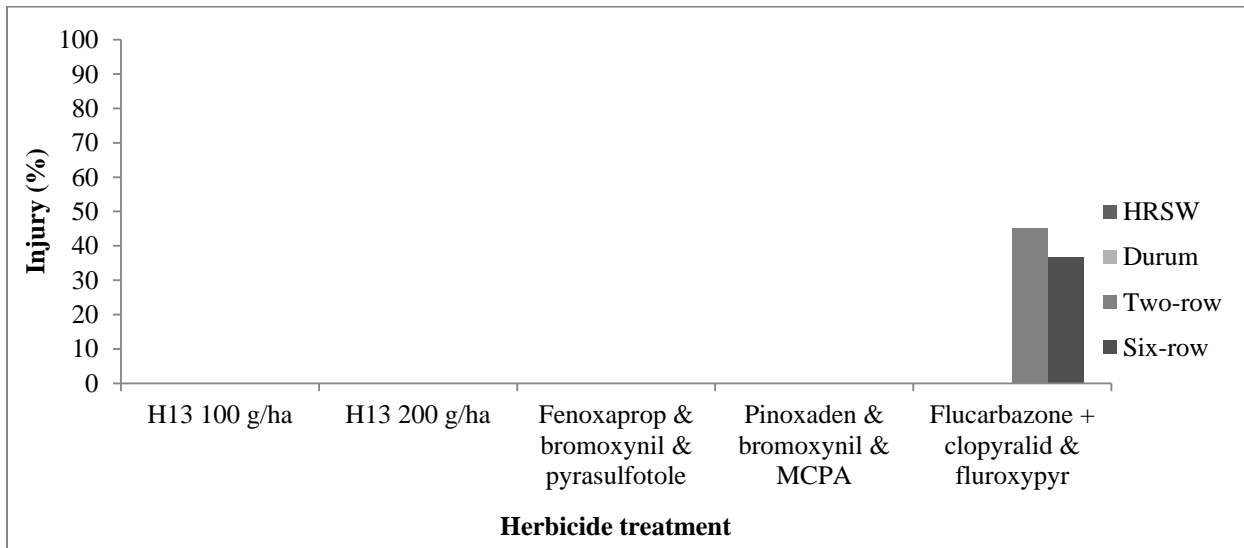 100
90
80
70
60
50
40
30
20
10
0
Injury (%)
HRSW
Durum
Two-row
Six-row
H13 100 g/ha
H13 200 g/ha
Fenoxaprop &
bromoxynil &
pyrasulfotole
Pinoxaden &
bromoxynil &
MCPA
Flucarbazone +
clopyralid &
fluroxypyr
Herbicide treatment